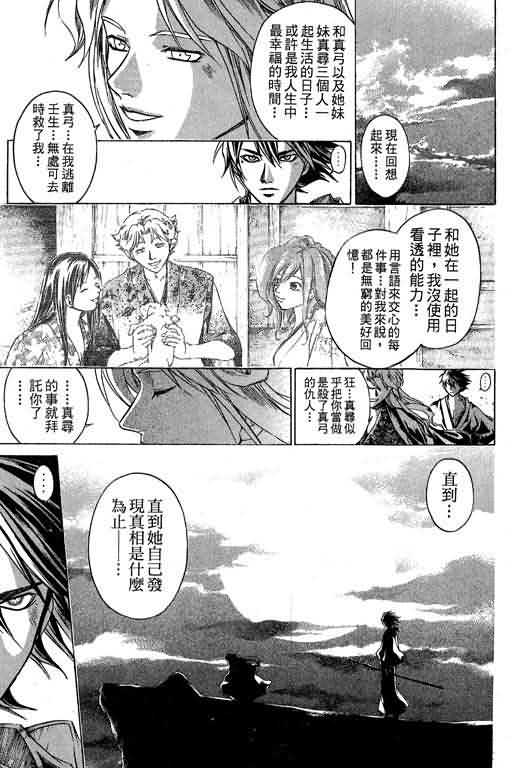 現在回想
起來……
和真弓以及她妹
妹真尋三個人一
起生活的日子…
或許是我人生中
最幸福的時間…
真弓…在我逃離
壬生…無處可去
時救了我…
和她在一起的日
子裡，我沒使用
看透的能力…
用言語來交心的每
件事…對我來說，
都是無窮的美好回
憶！
……
狂…真尋似
乎把你當做
是殺了真弓
的仇人…
……真尋
的事就拜
託你了
直到…
直到她自己發
現真相是什麼
為止——…
……